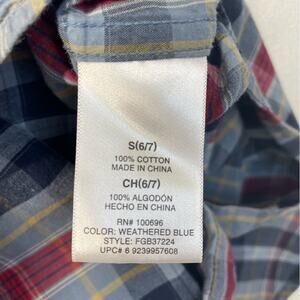 S(6/7)
100% COTTON
MADE IN CHINA
CH(6/7)
100% ALGODÓN
HECHO EN CHINA
RN# 100696
COLOR: WEATHERED BLUE
STYLE: FGB37224
UPC# 6 9239957608